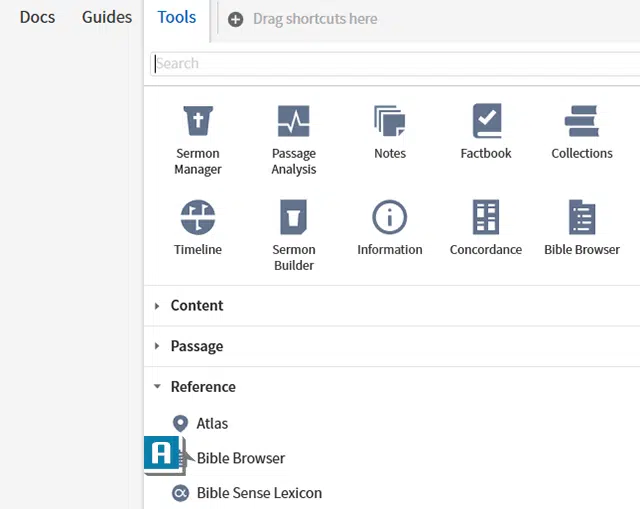 Docs Guides Tools Drag shortcuts here
Search
Sermon Manager
Passage Analysis
Notes
Factbook
Collections
Timeline
Sermon Builder
Information
Concordance
Bible Browser
Content
Passage
Reference
Atlas
A
Bible Browser
Bible Sense Lexicon